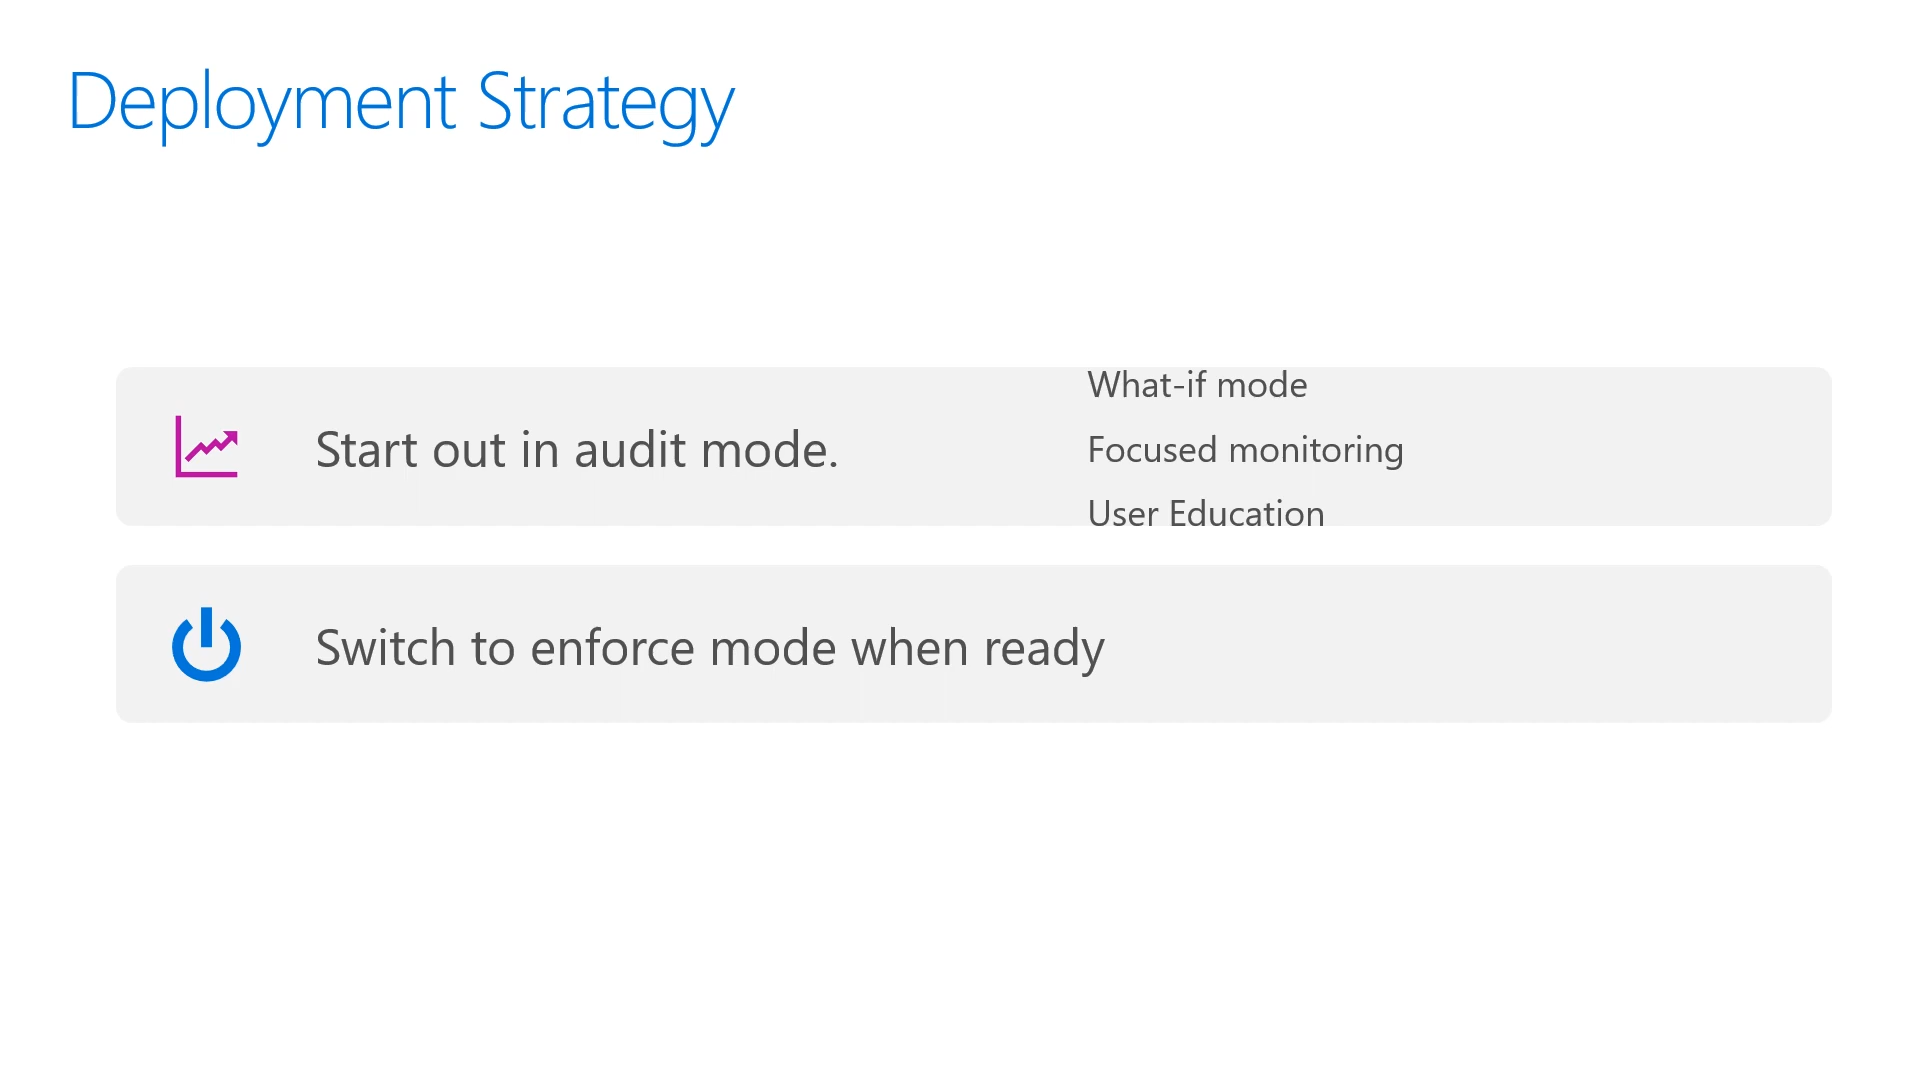 Deployment Strategy
Start out in audit mode.
What-if mode
Focused monitoring
User Education
Switch to enforce mode when ready